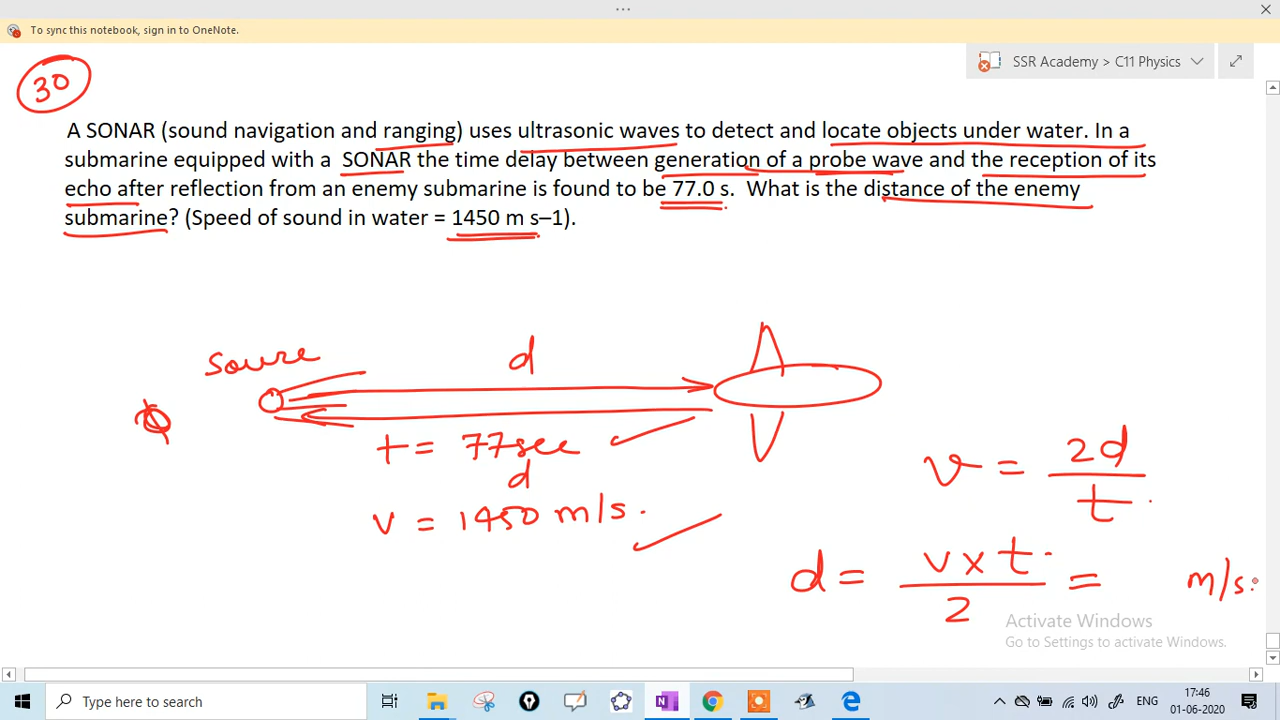 To sync this notebook, sign in to OneNote.
SSR Academy > C11 Physics
30
A SONAR (sound navigation and ranging) uses ultrasonic waves to detect and locate objects under water. In a
submarine equipped with a SONAR the time delay between generation of a probe wave and the reception of its
echo after reflection from an enemy submarine is found to be 77.0 s. What is the distance of the enemy
submarine? (Speed of sound in water = 1450 m s–1).
Soure
d
t = 77sec
d
v = 1450 m/s.
v = 2d / t
d = v x t / 2 = m/s.
Activate Windows
Go to Settings to activate Windows.
Type here to search
ENG
17:46
01-06-2020